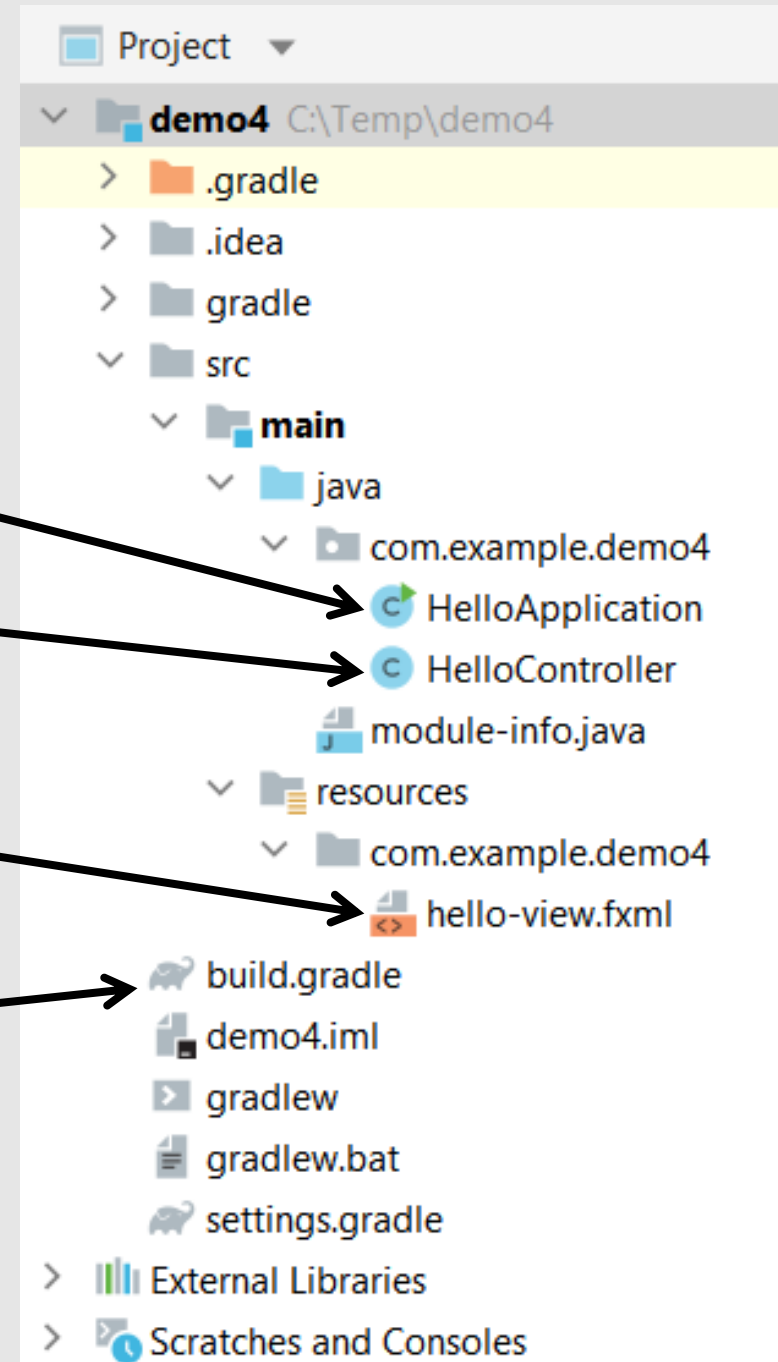 Project
demo4 C:\Temp\demo4
.gradle
.idea
gradle
src
main
java
com.example.demo4
HelloApplication
HelloController
module-info.java
resources
com.example.demo4
hello-view.fxml
build.gradle
demo4.iml
gradlew
gradlew.bat
settings.gradle
External Libraries
Scratches and Consoles